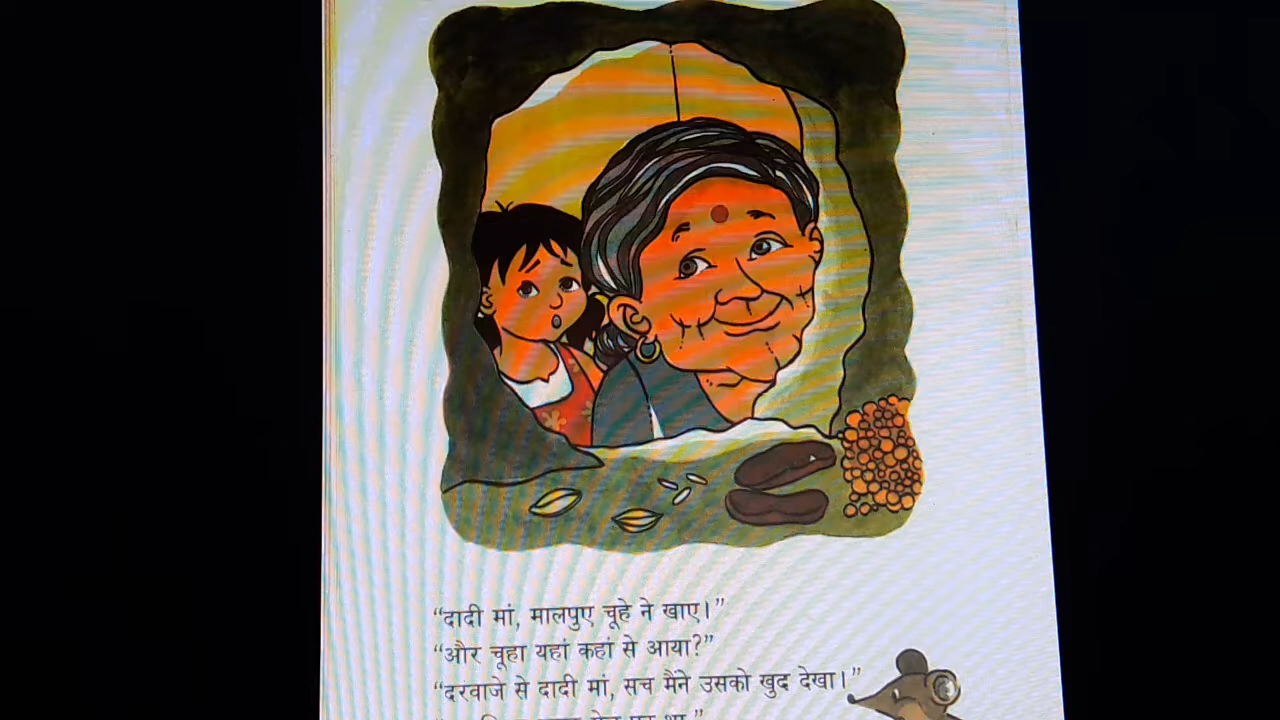 “दादी मां, मालपुए चूहे ने खाए।”
“और चूहा यहां कहां से आया?”
“दरवाजे से दादी मां, सच मैंने उसको खुद देखा।”